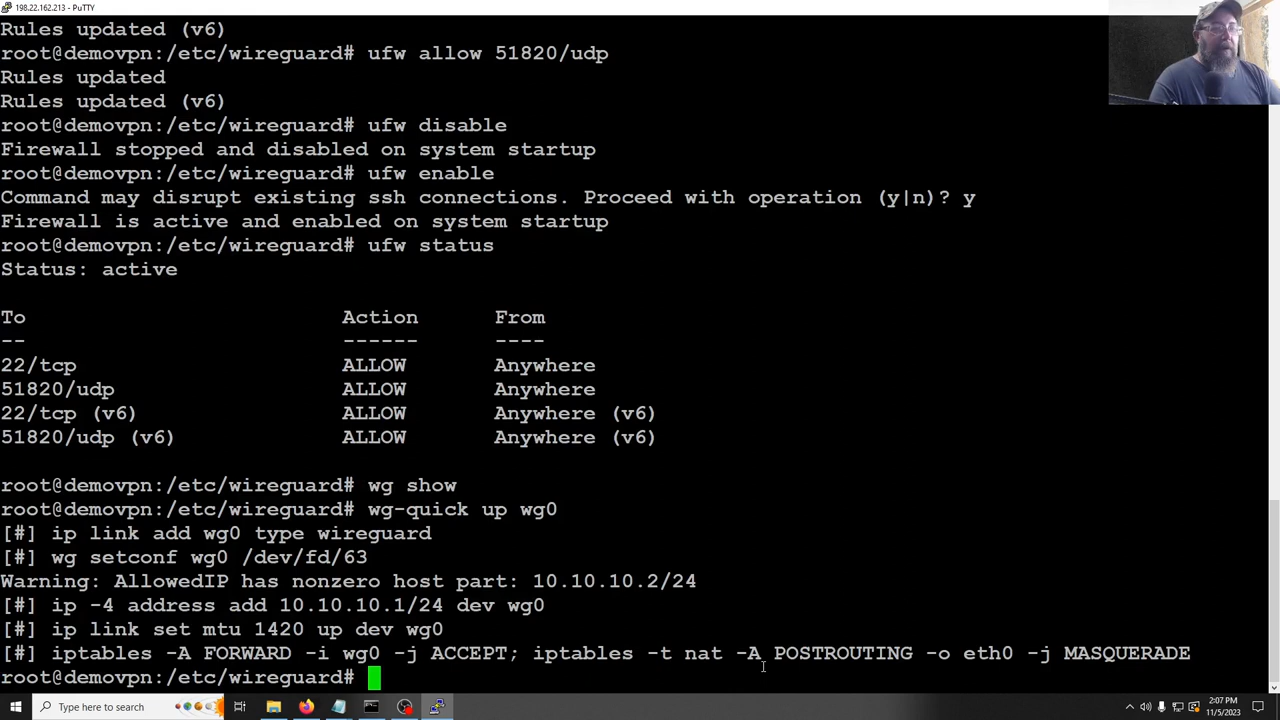 198.22.162.213 - PuTTY
Rules updated (v6)
root@demovpn:/etc/wireguard# ufw allow 51820/udp
Rules updated
Rules updated (v6)
root@demovpn:/etc/wireguard# ufw disable
Firewall stopped and disabled on system startup
root@demovpn:/etc/wireguard# ufw enable
Command may disrupt existing ssh connections. Proceed with operation (y|n)? y
Firewall is active and enabled on system startup
root@demovpn:/etc/wireguard# ufw status
Status: active
To Action From
-- ------ ----
22/tcp ALLOW Anywhere
51820/udp ALLOW Anywhere
22/tcp (v6) ALLOW Anywhere (v6)
51820/udp (v6) ALLOW Anywhere (v6)
root@demovpn:/etc/wireguard# wg show
root@demovpn:/etc/wireguard# wg-quick up wg0
[#] ip link add wg0 type wireguard
[#] wg setconf wg0 /dev/fd/63
Warning: AllowedIP has nonzero host part: 10.10.10.2/24
[#] ip -4 address add 10.10.10.1/24 dev wg0
[#] ip link set mtu 1420 up dev wg0
[#] iptables -A FORWARD -i wg0 -j ACCEPT; iptables -t nat -A POSTROUTING -o eth0 -j MASQUERADE
root@demovpn:/etc/wireguard#
Type here to search
2:07 PM
11/5/2023